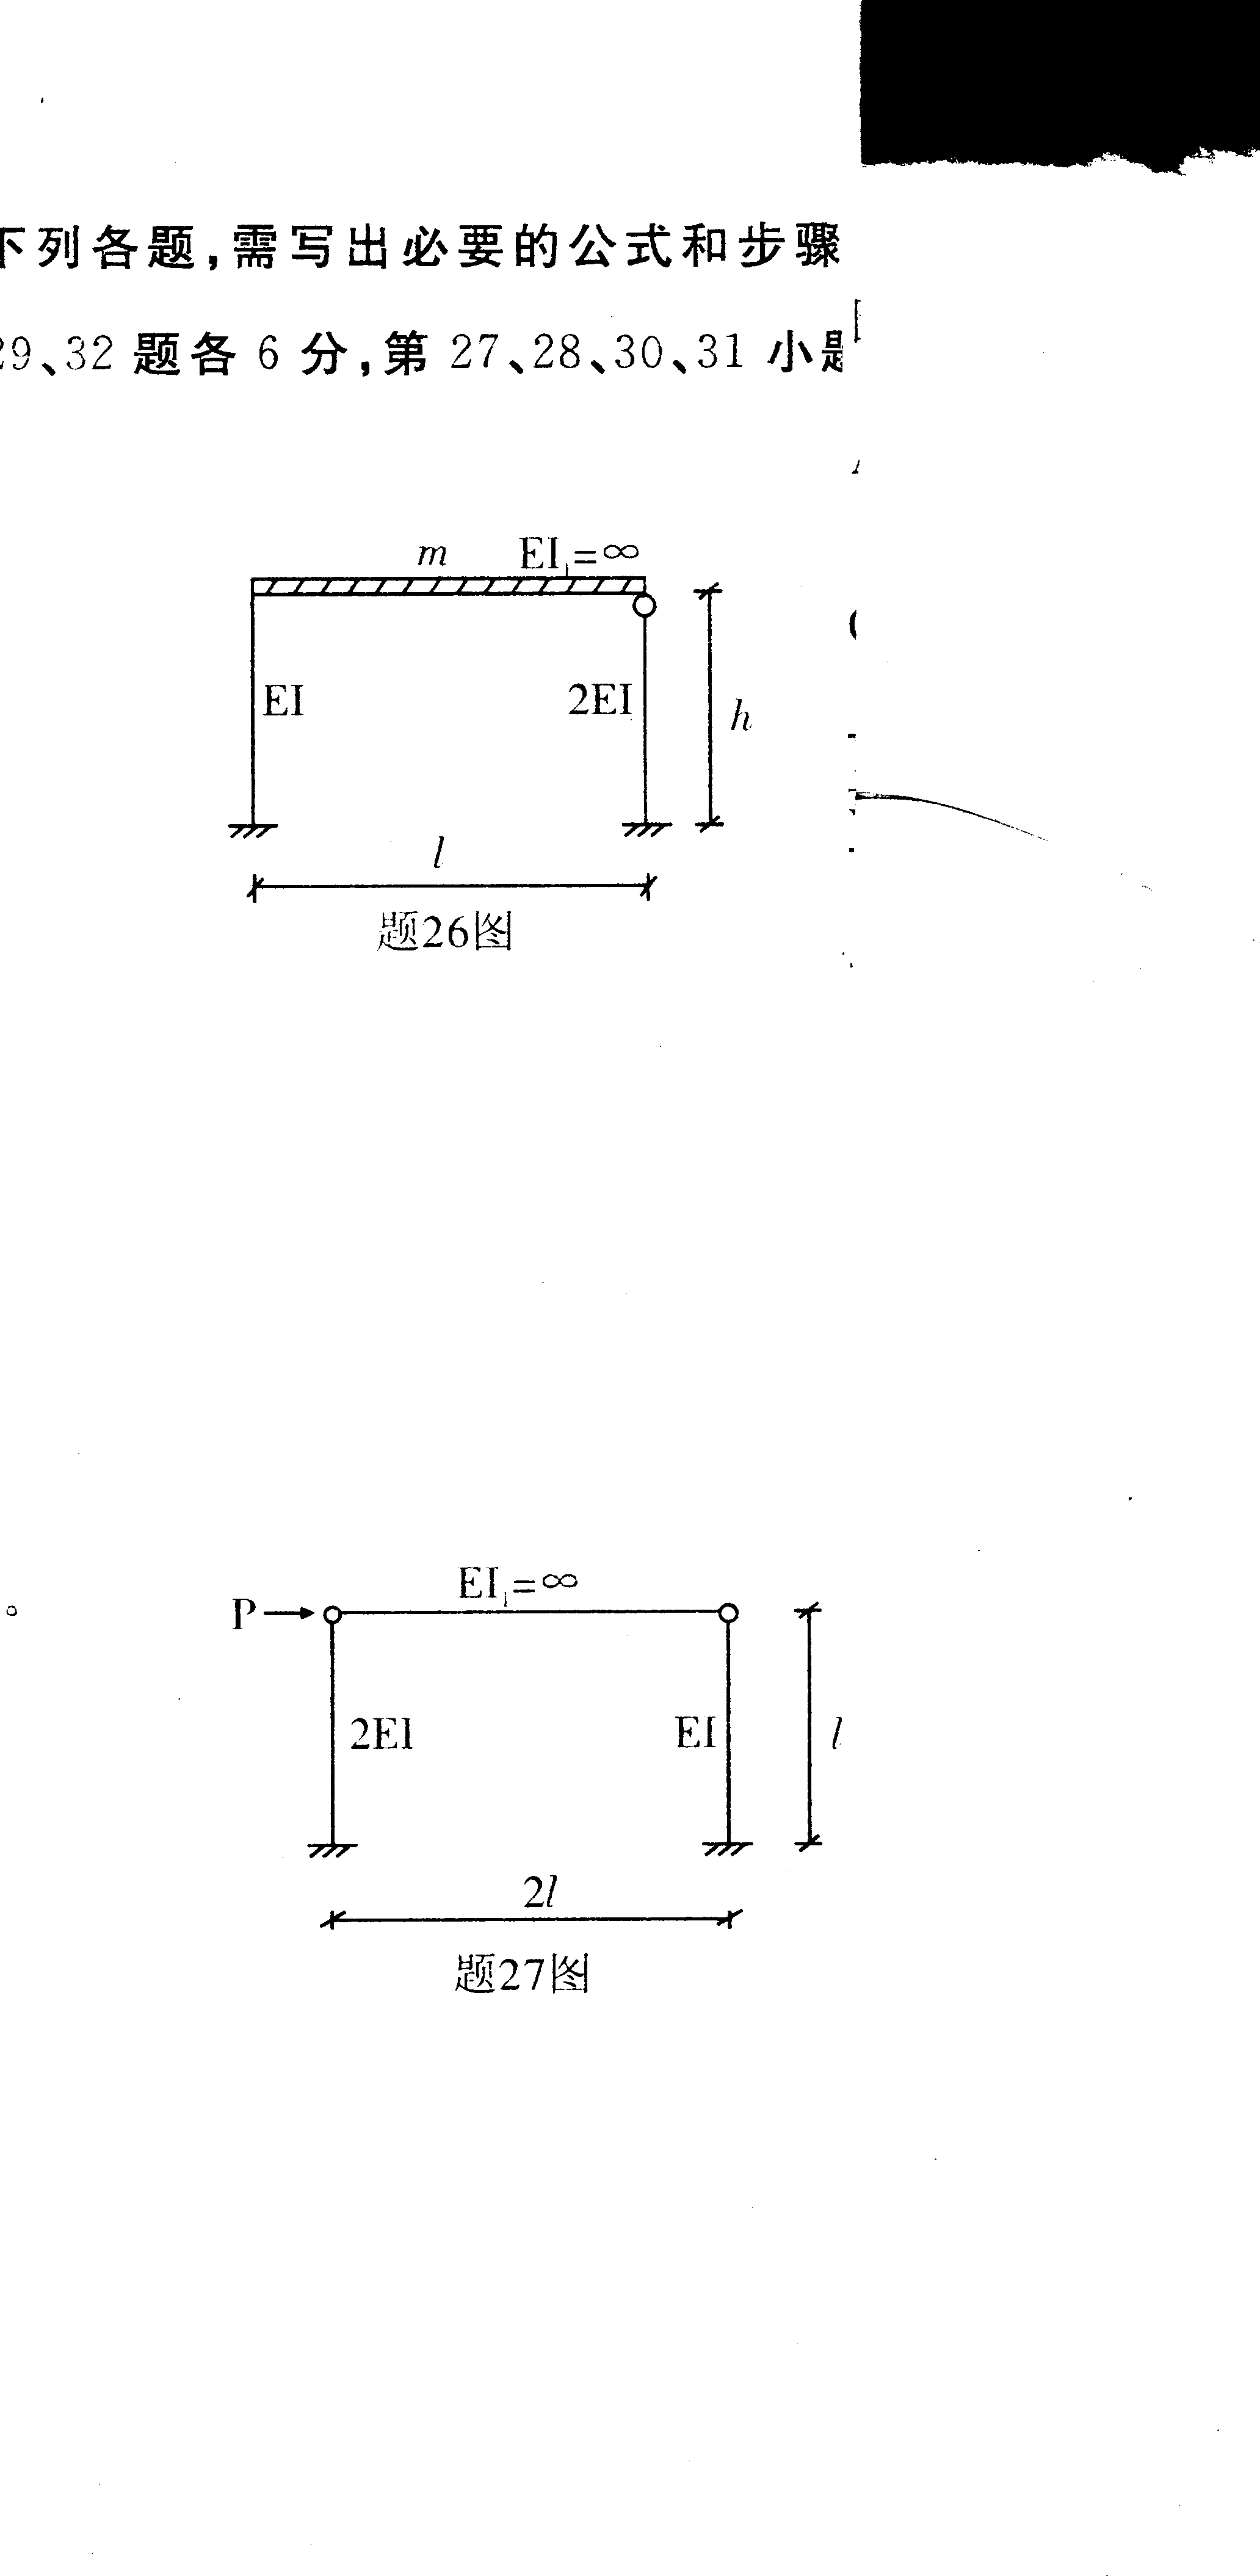 下列各题,需写出必要的公式和步骤
29、32 题各 6 分,第 27、28、30、31 小题
m EI₁=∞
EI 2EI h
l
题26图
EI₁=∞
。 P
2EI EI l
2l
题27图